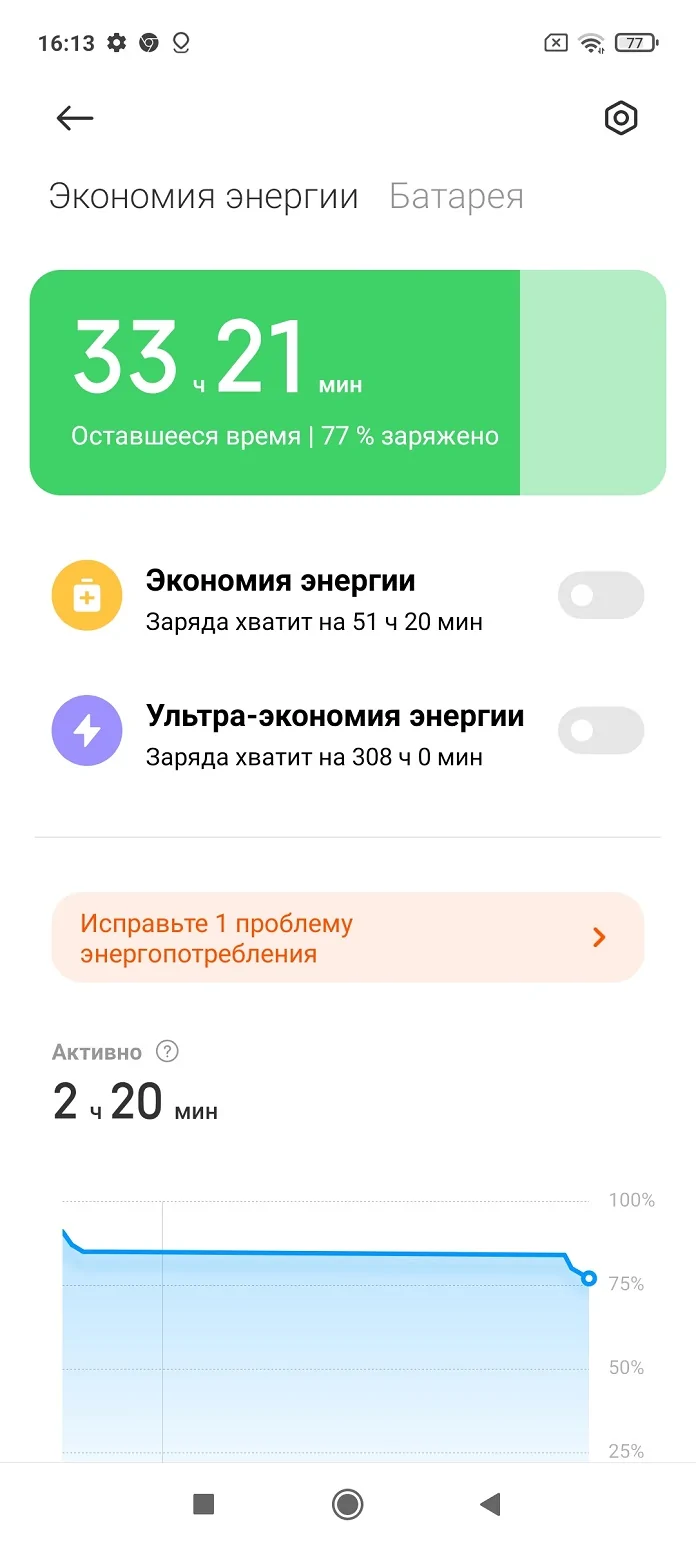 16:13
77
Экономия энергии Батарея
33 ч 21 мин
Оставшееся время | 77 % заряжено
Экономия энергии
Заряда хватит на 51 ч 20 мин
Ультра-экономия энергии
Заряда хватит на 308 ч 0 мин
Исправьте 1 проблему
энергопотребления
Активно ?
2 ч 20 мин
100%
75%
50%
25%